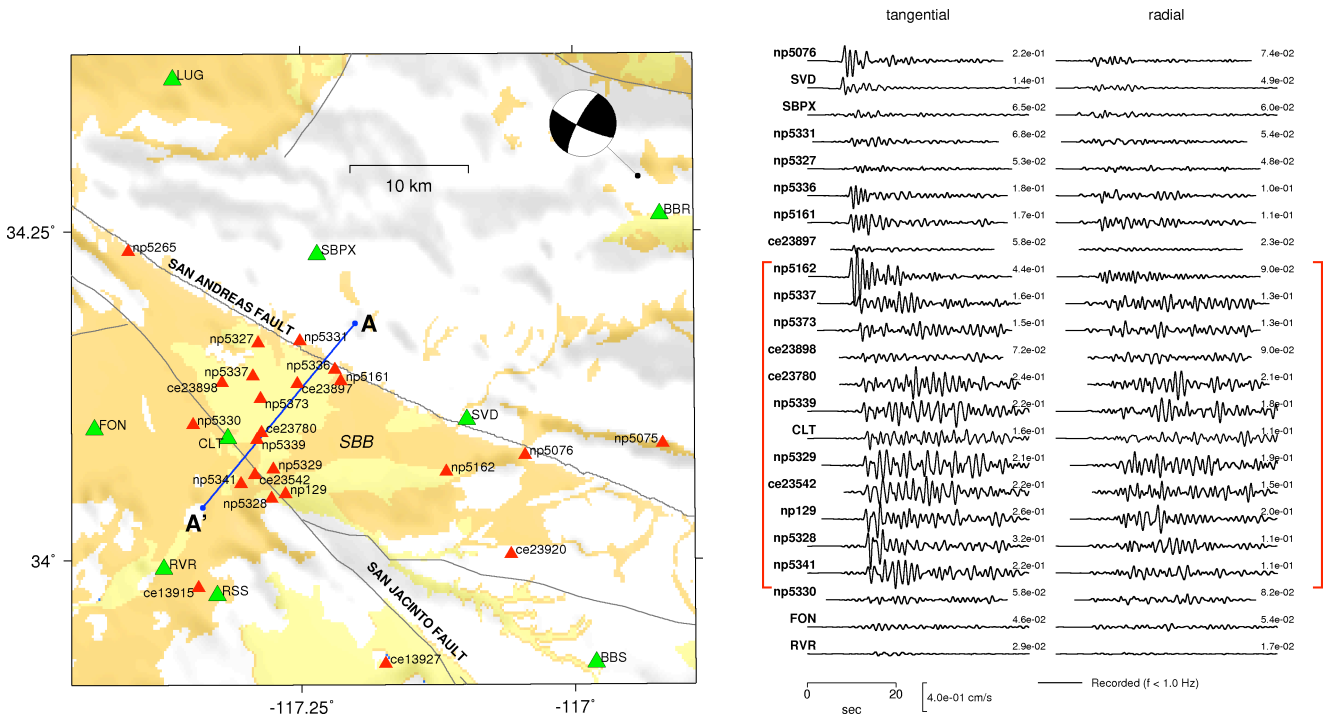 LUG
10 km
BBR
34.25°
np5265
SBPX
SAN ANDREAS FAULT
A
np5327
np5331
np5336
np5337
np5161
ce23898
ce23897
np5373
FON
np5330
SVD
ce23780
CLT
SBB
np5339
np5075
np5076
np5329
np5162
np5341
ce23542
np129
np5328
A'
34°
ce23920
RVR
ce13915
RSS
SAN JACINTO FAULT
ce13927
BBS
-117.25°
-117°
tangential radial
np5076 2.2e-01 7.4e-02
SVD 1.4e-01 4.9e-02
SBPX 6.5e-02 6.0e-02
np5331 6.8e-02 5.4e-02
np5327 5.3e-02 4.8e-02
np5336 1.8e-01 1.0e-01
np5161 1.7e-01 1.1e-01
ce23897 5.8e-02 2.3e-02
np5162 4.4e-01 9.0e-02
np5337 1.6e-01 1.3e-01
np5373 1.5e-01 1.3e-01
ce23898 7.2e-02 9.0e-02
ce23780 2.4e-01 2.1e-01
np5339 2.2e-01 1.8e-01
CLT 1.6e-01 1.1e-01
np5329 2.1e-01 1.9e-01
ce23542 2.2e-01 1.5e-01
np129 2.6e-01 2.0e-01
np5328 3.2e-01 1.1e-01
np5341 2.2e-01 1.1e-01
np5330 5.8e-02 8.2e-02
FON 4.6e-02 5.4e-02
RVR 2.9e-02 1.7e-02
0 20
sec
4.0e-01 cm/s
Recorded (f < 1.0 Hz)